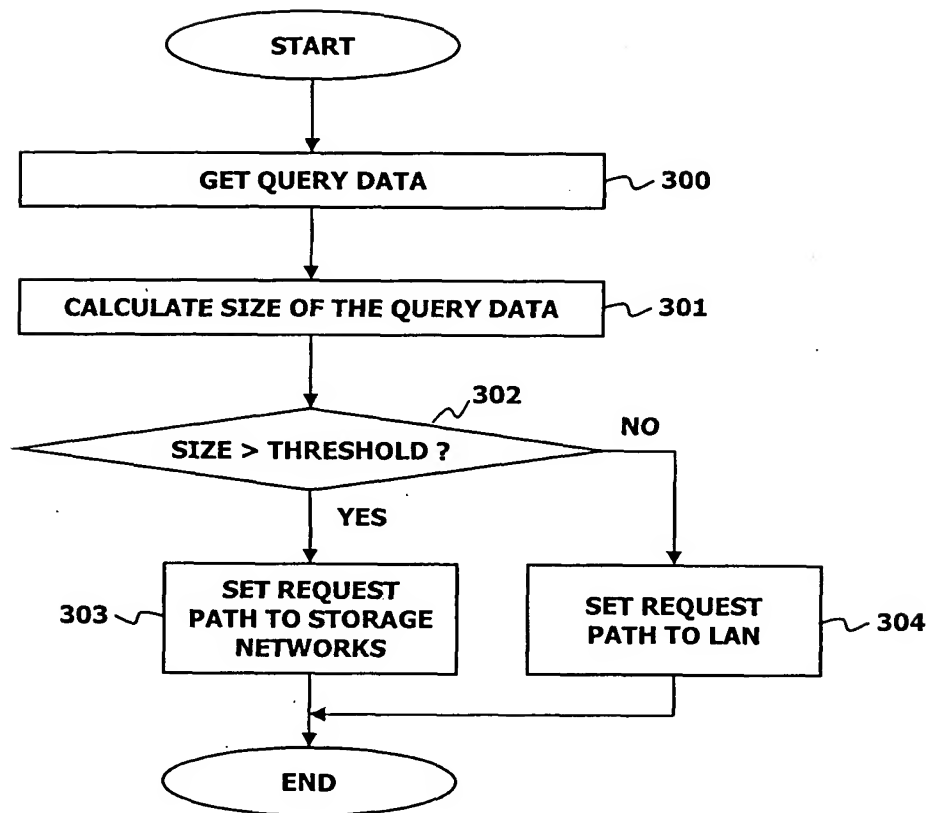 START
GET QUERY DATA
300
CALCULATE SIZE OF THE QUERY DATA
301
302
SIZE > THRESHOLD ?
NO
YES
303
SET REQUEST
PATH TO STORAGE
NETWORKS
SET REQUEST
PATH TO LAN
304
END